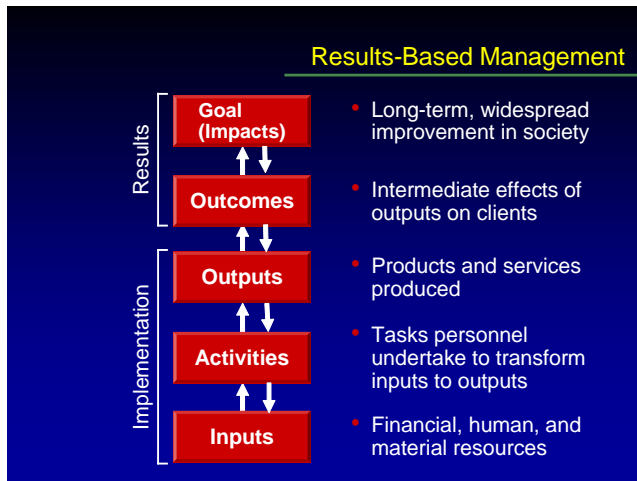 Results-Based Management
Results
Goal
(Impacts)
• Long-term, widespread
improvement in society
Outcomes
• Intermediate effects of
outputs on clients
Implementation
Outputs
• Products and services
produced
Activities
• Tasks personnel
undertake to transform
inputs to outputs
Inputs
• Financial, human, and
material resources